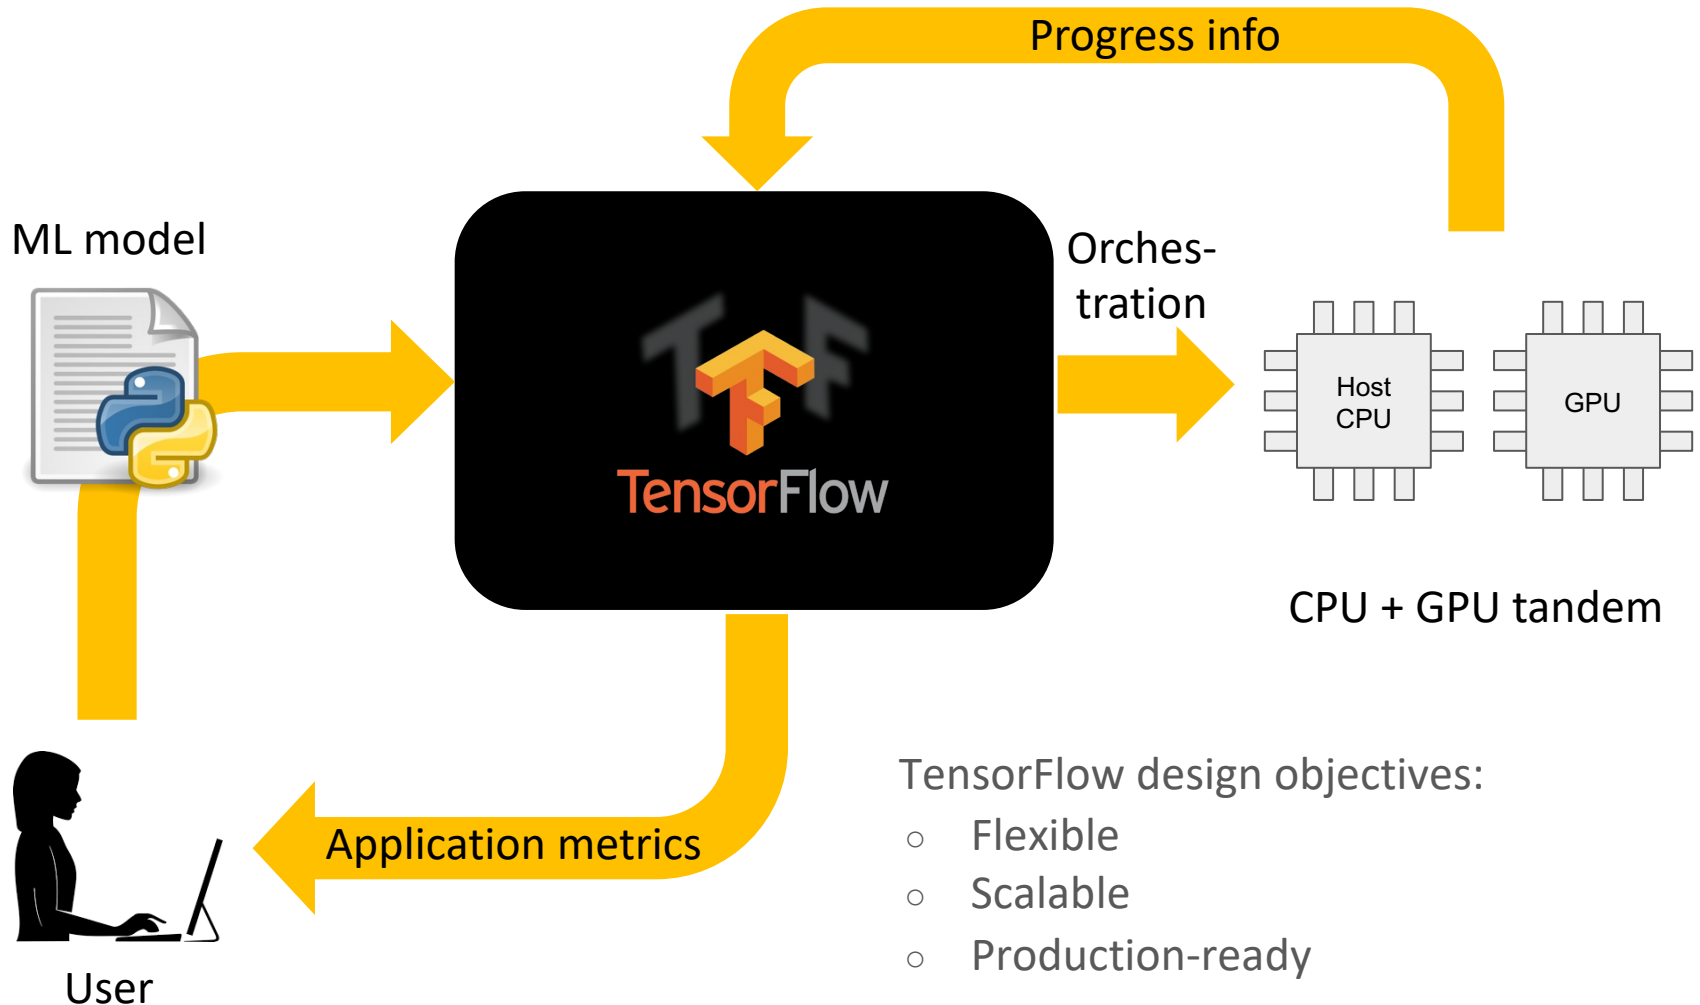 Progress info
ML model
Orches-
tration
TF
TensorFlow
Host
CPU
GPU
CPU + GPU tandem
Application metrics
User
TensorFlow design objectives:
○ Flexible
○ Scalable
○ Production-ready